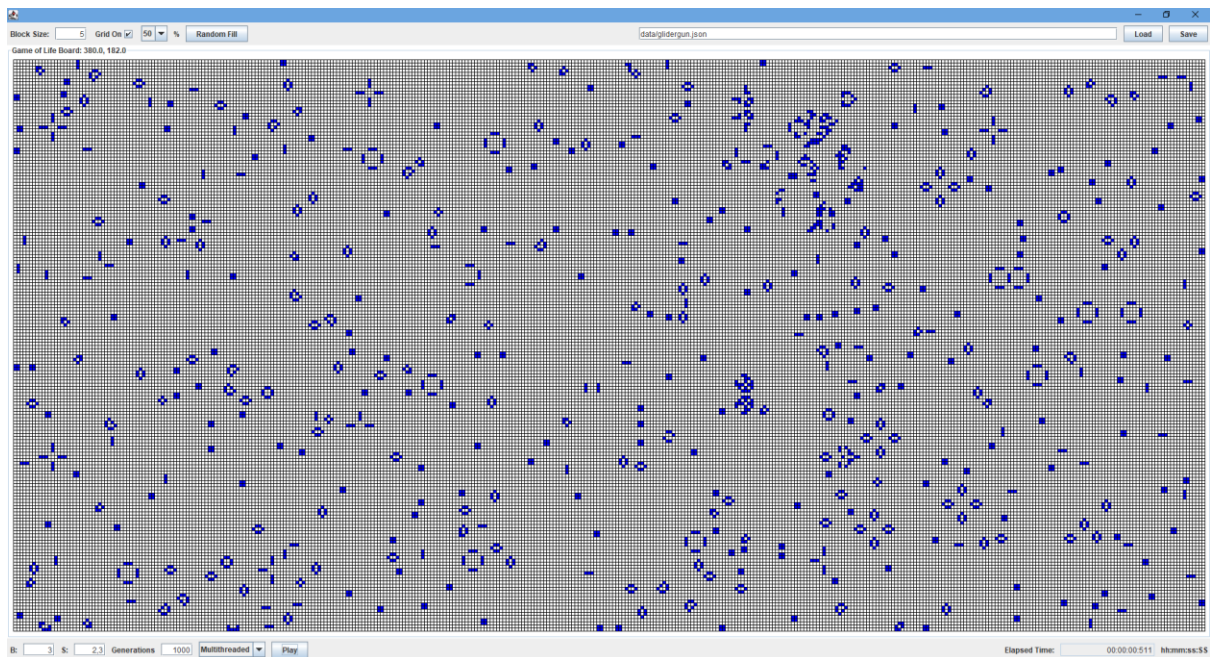 Block Size: 5 Grid On 50 % Random Fill data/glidergun.json Load Save
Game of Life Board: 380.0, 182.0
B: 3 S: 2,3 Generations 1000 Multithreaded Play Elapsed Time: 00:00:00:511 hh:mm:ss:SS